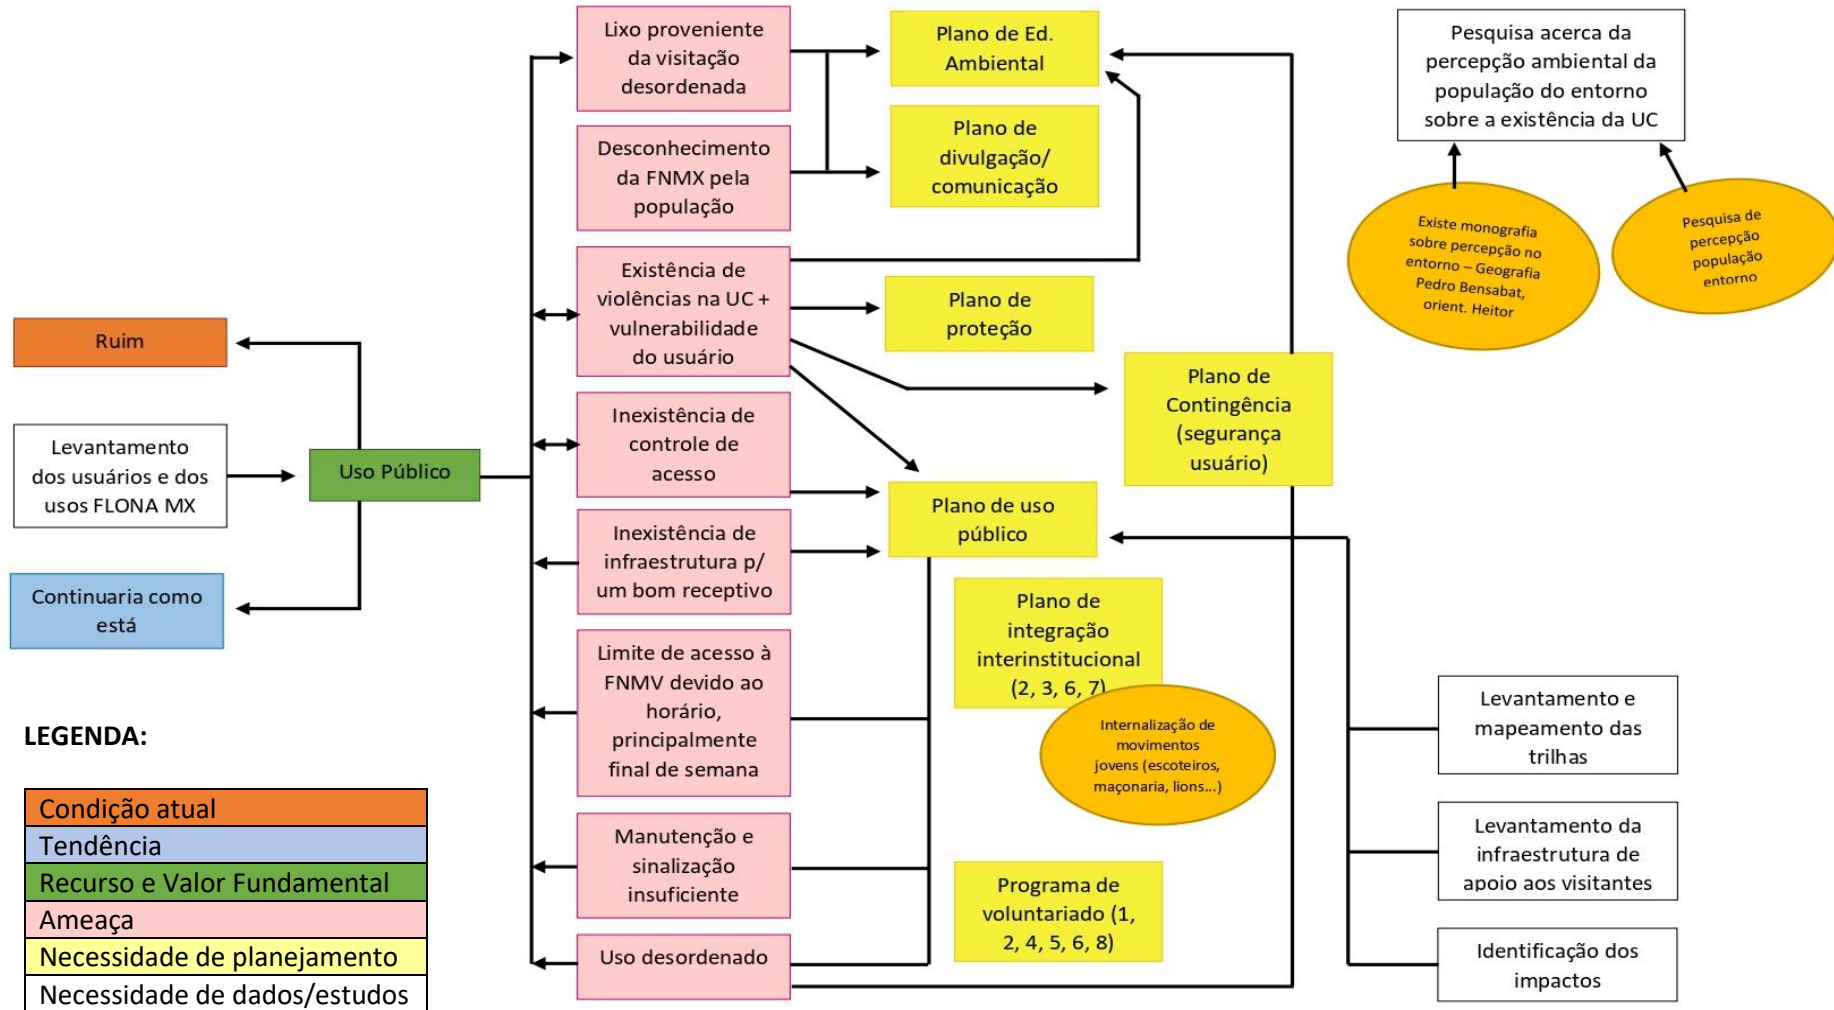 Lixo proveniente
da visitação
desordenada
Plano de Ed.
Ambiental
Pesquisa acerca da
percepção ambiental da
população do entorno
sobre a existência da UC
Desconhecimento
da FNMX pela
população
Plano de
divulgação/
comunicação
Existe monografia
sobre percepção no
entorno – Geografia
Pedro Bensabat,
orient. Heitor
Pesquisa de
percepção
população
entorno
Existência de
violências na UC +
vulnerabilidade
do usuário
Plano de
proteção
Ruim
Plano de
Contingência
(segurança
usuário)
Levantamento
dos usuários e dos
usos FLONA MX
Uso Público
Inexistência de
controle de
acesso
Plano de uso
público
Inexistência de
infraestrutura p/
um bom receptivo
Continuaria como
está
Plano de
integração
interinstitucional
(2, 3, 6, 7)
Limite de acesso à
FNMV devido ao
horário,
principalmente
final de semana
Internalização de
movimentos
jovens (escoteiros,
maçonaria, lions...)
Levantamento e
mapeamento das
trilhas
Manutenção e
sinalização
insuficiente
Levantamento da
infraestrutura de
apoio aos visitantes
Programa de
voluntariado (1,
2, 4, 5, 6, 8)
Uso desordenado
Identificação dos
impactos
LEGENDA:
Condição atual
Tendência
Recurso e Valor Fundamental
Ameaça
Necessidade de planejamento
Necessidade de dados/estudos